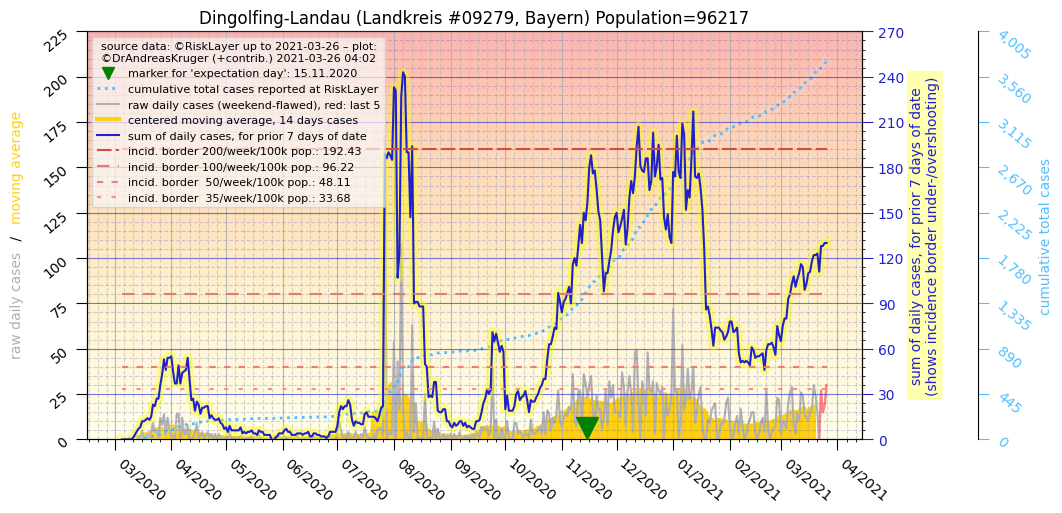 Dingolfing-Landau (Landkreis #09279, Bayern) Population=96217
source data: ©RiskLayer up to 2021-03-26 – plot:
©DrAndreasKruger (+contrib.) 2021-03-26 04:02
marker for 'expectation day': 15.11.2020
cumulative total cases reported at RiskLayer
raw daily cases (weekend-flawed), red: last 5
centered moving average, 14 days cases
sum of daily cases, for prior 7 days of date
incid. border 200/week/100k pop.: 192.43
incid. border 100/week/100k pop.: 96.22
incid. border  50/week/100k pop.: 48.11
incid. border  35/week/100k pop.: 33.68
raw daily cases / moving average
225
200
175
150
125
100
75
50
25
0
03/2020
04/2020
05/2020
06/2020
07/2020
08/2020
09/2020
10/2020
11/2020
12/2020
01/2021
02/2021
03/2021
04/2021
270
240
210
180
150
120
90
60
30
0
sum of daily cases, for prior 7 days of date
(shows incidence border under-/overshooting)
4,005
3,560
3,115
2,670
2,225
1,780
1,335
890
445
0
cumulative total cases